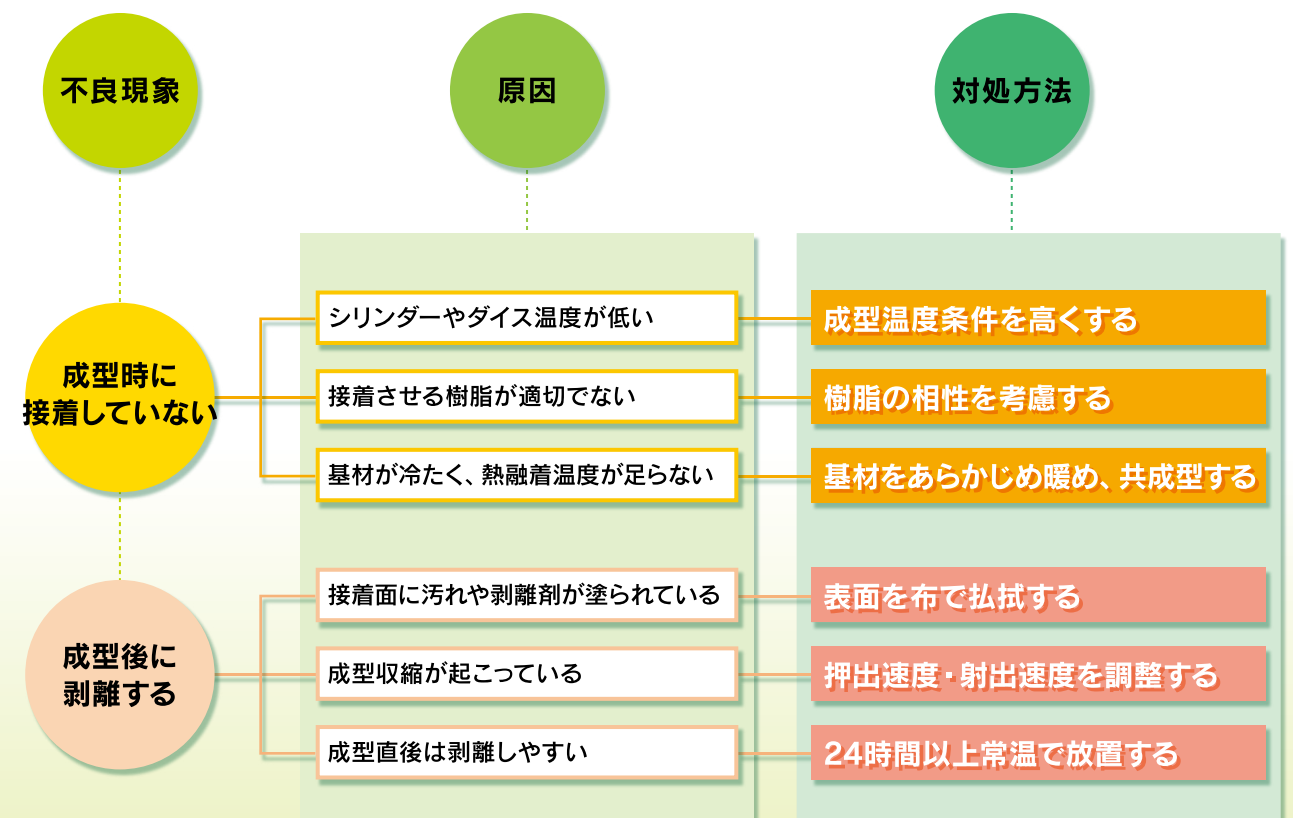 不良現象
原因
対処方法
成型時に
接着していない
シリンダーやダイス温度が低い
成型温度条件を高くする
接着させる樹脂が適切でない
樹脂の相性を考慮する
基材が冷たく、熱融着温度が足らない
基材をあらかじめ暖め、共成型する
成型後に
剥離する
接着面に汚れや剥離剤が塗られている
表面を布で払拭する
成型収縮が起こっている
押出速度・射出速度を調整する
成型直後は剥離しやすい
24時間以上常温で放置する